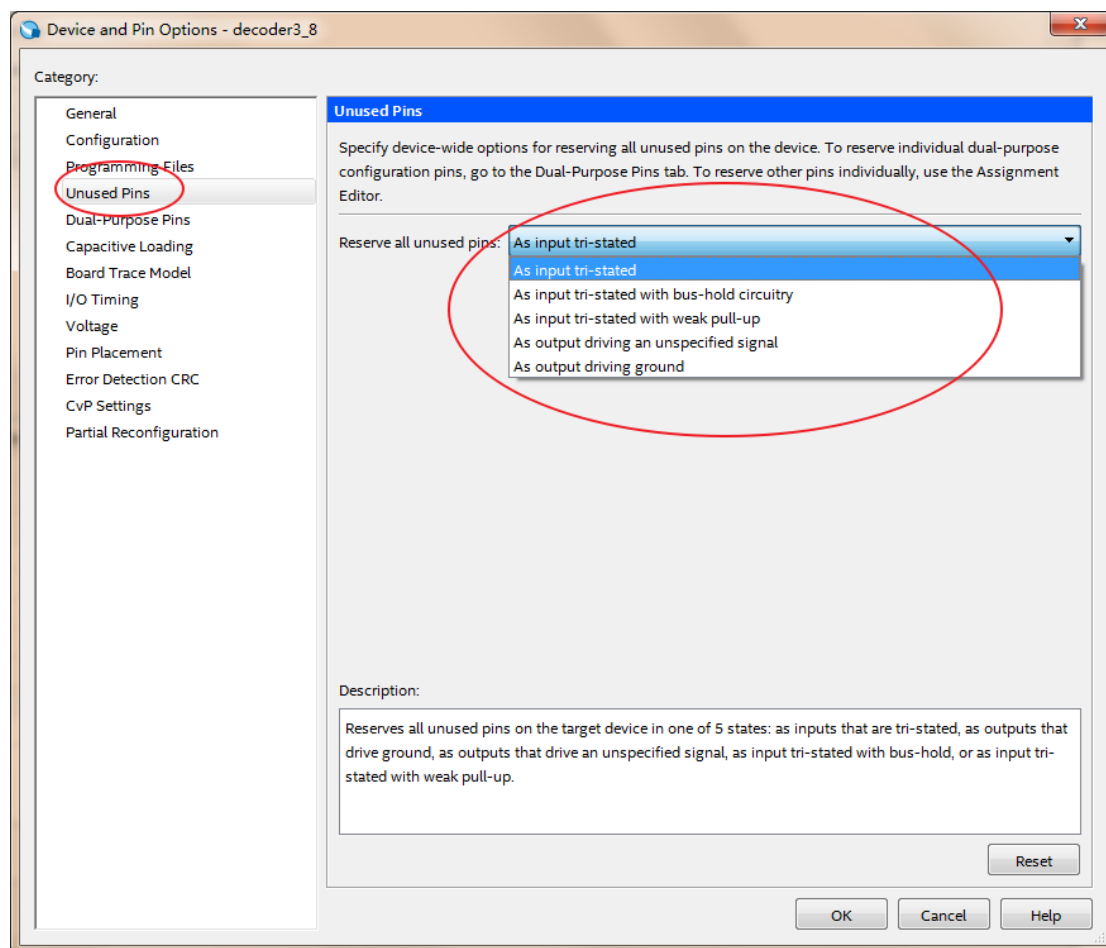 Device and Pin Options - decoder3_8
Category:
General
Configuration
Programming Files
Unused Pins
Dual-Purpose Pins
Capacitive Loading
Board Trace Model
I/O Timing
Voltage
Pin Placement
Error Detection CRC
CvP Settings
Partial Reconfiguration
Unused Pins
Specify device-wide options for reserving all unused pins on the device. To reserve individual dual-purpose
configuration pins, go to the Dual-Purpose Pins tab. To reserve other pins individually, use the Assignment
Editor.
Reserve all unused pins: As input tri-stated
As input tri-stated
As input tri-stated with bus-hold circuitry
As input tri-stated with weak pull-up
As output driving an unspecified signal
As output driving ground
Description:
Reserves all unused pins on the target device in one of 5 states: as inputs that are tri-stated, as outputs that
drive ground, as outputs that drive an unspecified signal, as input tri-stated with bus-hold, or as input tri-
stated with weak pull-up.
Reset
OK Cancel Help